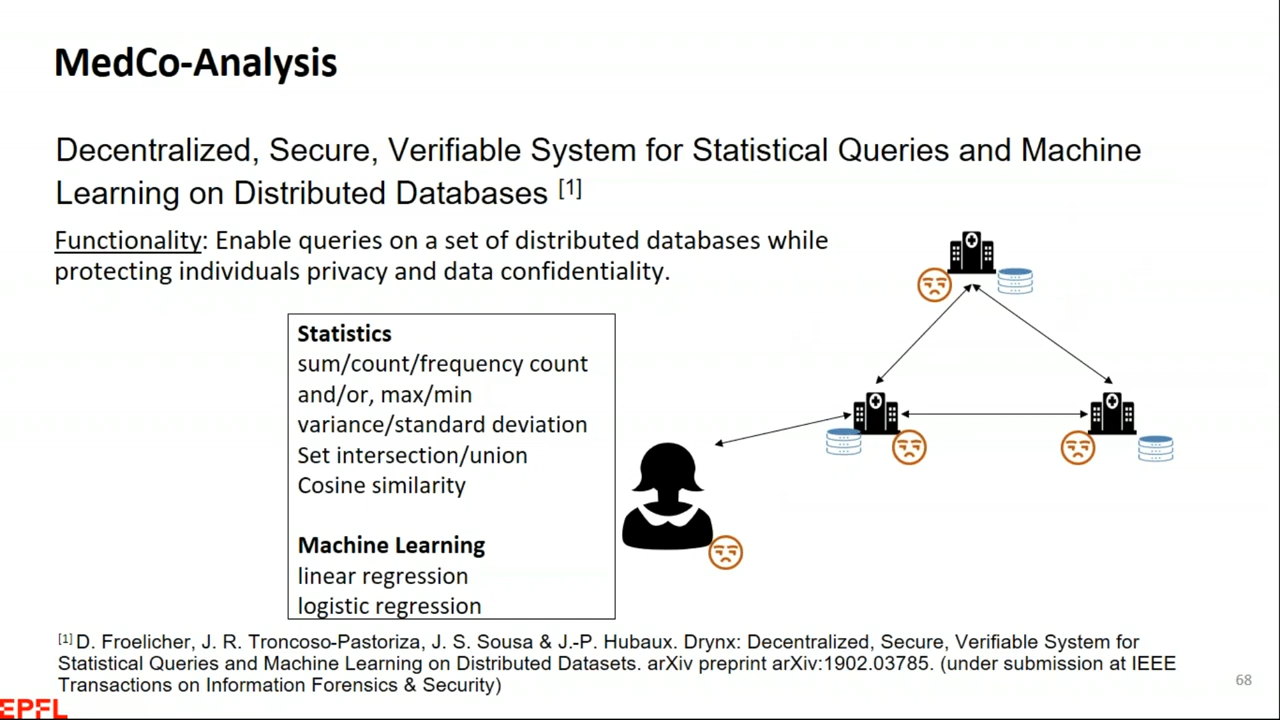 MedCo-Analysis
Decentralized, Secure, Verifiable System for Statistical Queries and Machine
Learning on Distributed Databases [1]
Functionality: Enable queries on a set of distributed databases while
protecting individuals privacy and data confidentiality.
Statistics
sum/count/frequency count
and/or, max/min
variance/standard deviation
Set intersection/union
Cosine similarity
Machine Learning
linear regression
logistic regression
[1] D. Froelicher, J. R. Troncoso-Pastoriza, J. S. Sousa & J.-P. Hubaux. Drynx: Decentralized, Secure, Verifiable System for
Statistical Queries and Machine Learning on Distributed Datasets. arXiv preprint arXiv:1902.03785. (under submission at IEEE
Transactions on Information Forensics & Security)
68
EPFL